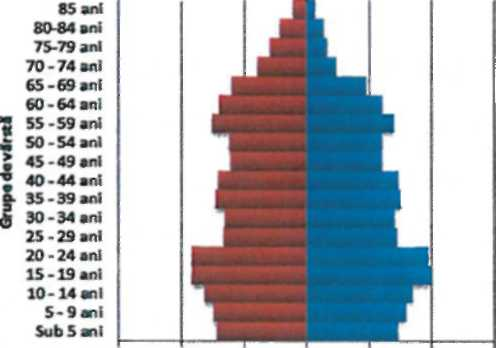 85 ani
80-84 ani
75-79 ani
70 - 74 ani
65 - 69 ani
60 - 64 ani
55 - 59 ani
50 - 54 ani
45 - 49 ani
40 - 44 ani
35 - 39 ani
30 - 34 ani
25 - 29 ani
20 - 24 ani
15 - 19 ani
10 - 14 ani
5 - 9 ani
Sub 5 ani
Grupe de vârstă